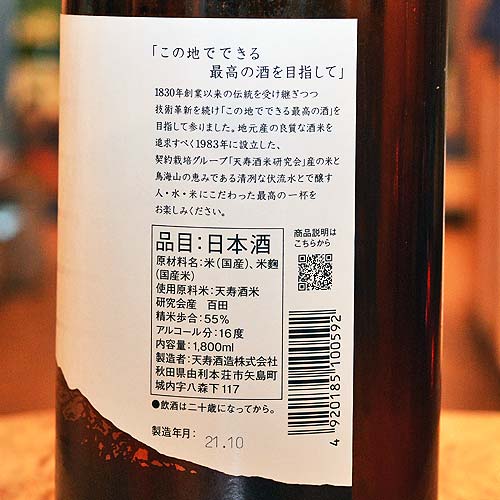 「この地でできる
最高の酒を目指して」
1830年創業以来の伝統を受け継ぎつつ
技術革新を続け「この地でできる最高の酒」を
目指して参りました。地元産の良質な酒米を
追求すべく1983年に設立した、
契約栽培グループ「天寿酒米研究会」産の米と
鳥海山の恵みである清冽な伏流水とで醸す
人・水・米にこだわった最高の一杯を
お楽しみください。
商品説明は
こちらから
品目：日本酒
原材料名：米（国産）、米麹
（国産米）
使用原料米：天寿酒米
研究会産　百田
精米歩合：55％
アルコール分：16度
内容量：1,800ml
製造者：天寿酒造株式会社
秋田県由利本荘市矢島町
城内字八森下117
●飲酒は二十歳になってから。
製造年月： 21.10
4920185100592